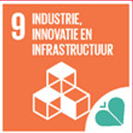 9 INDUSTRIE,
INNOVATIE EN
INFRASTRUCTUUR